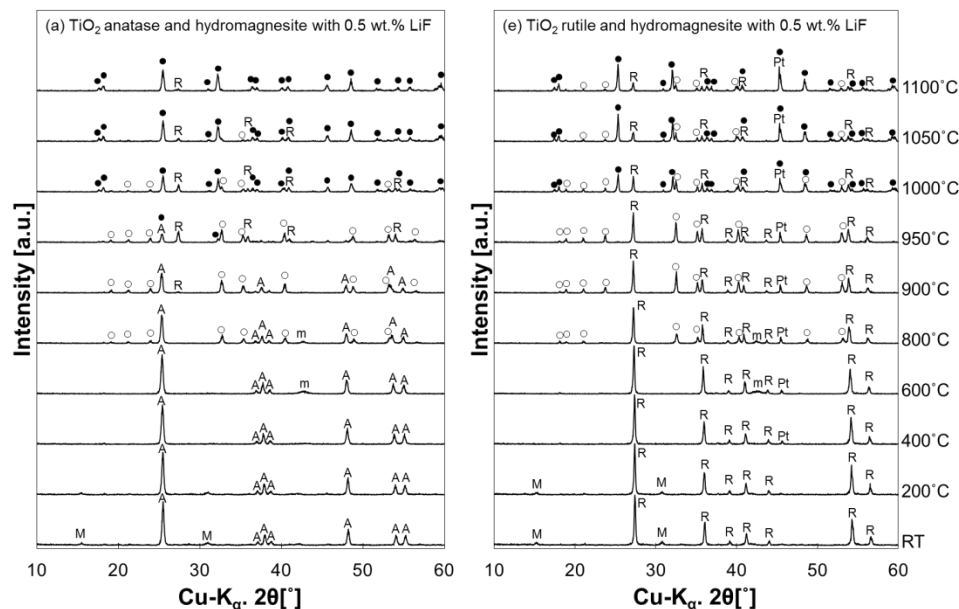 (a) TiO₂ anatase and hydromagnesite with 0.5 wt.% LiF
R
R
R R
R R
R R
A R R R
A R A A A
A A A A m A A A
A A A A m A A A
A A A A A A A
A A A A A A A
M A M A A A A A A
10 20 30 40 50 60
Cu-Kα. 2θ[˚]
Intensity [a.u.]
(e) TiO₂ rutile and hydromagnesite with 0.5 wt.% LiF
R R R Pt R R 1100˚C
R R R Pt R R 1050˚C
R R R Pt R R 1000˚C
R R R R R Pt R R 950˚C
R R R R R Pt R R 900˚C
R R R R m R Pt R R 800˚C
R R R R m R Pt R R 600˚C
R R R R R Pt R R 400˚C
M R M R R R R R R 200˚C
M R M R R R R R R RT
10 20 30 40 50 60
Cu-Kα. 2θ[˚]
Intensity [a.u.]